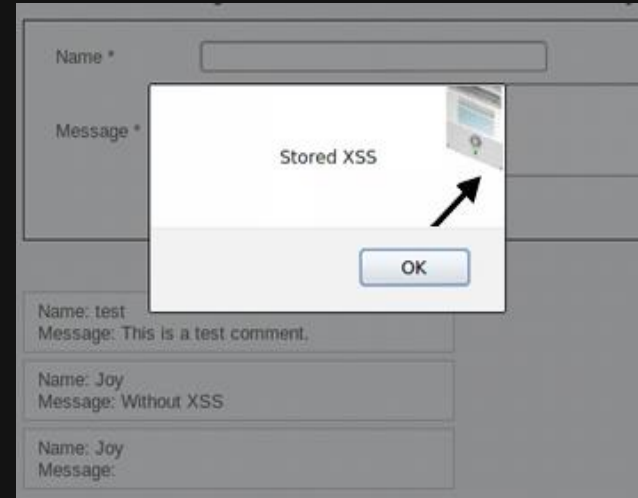 Name *
Message *
Stored XSS
OK
Name: test
Message: This is a test comment.
Name: Joy
Message: Without XSS
Name: Joy
Message: